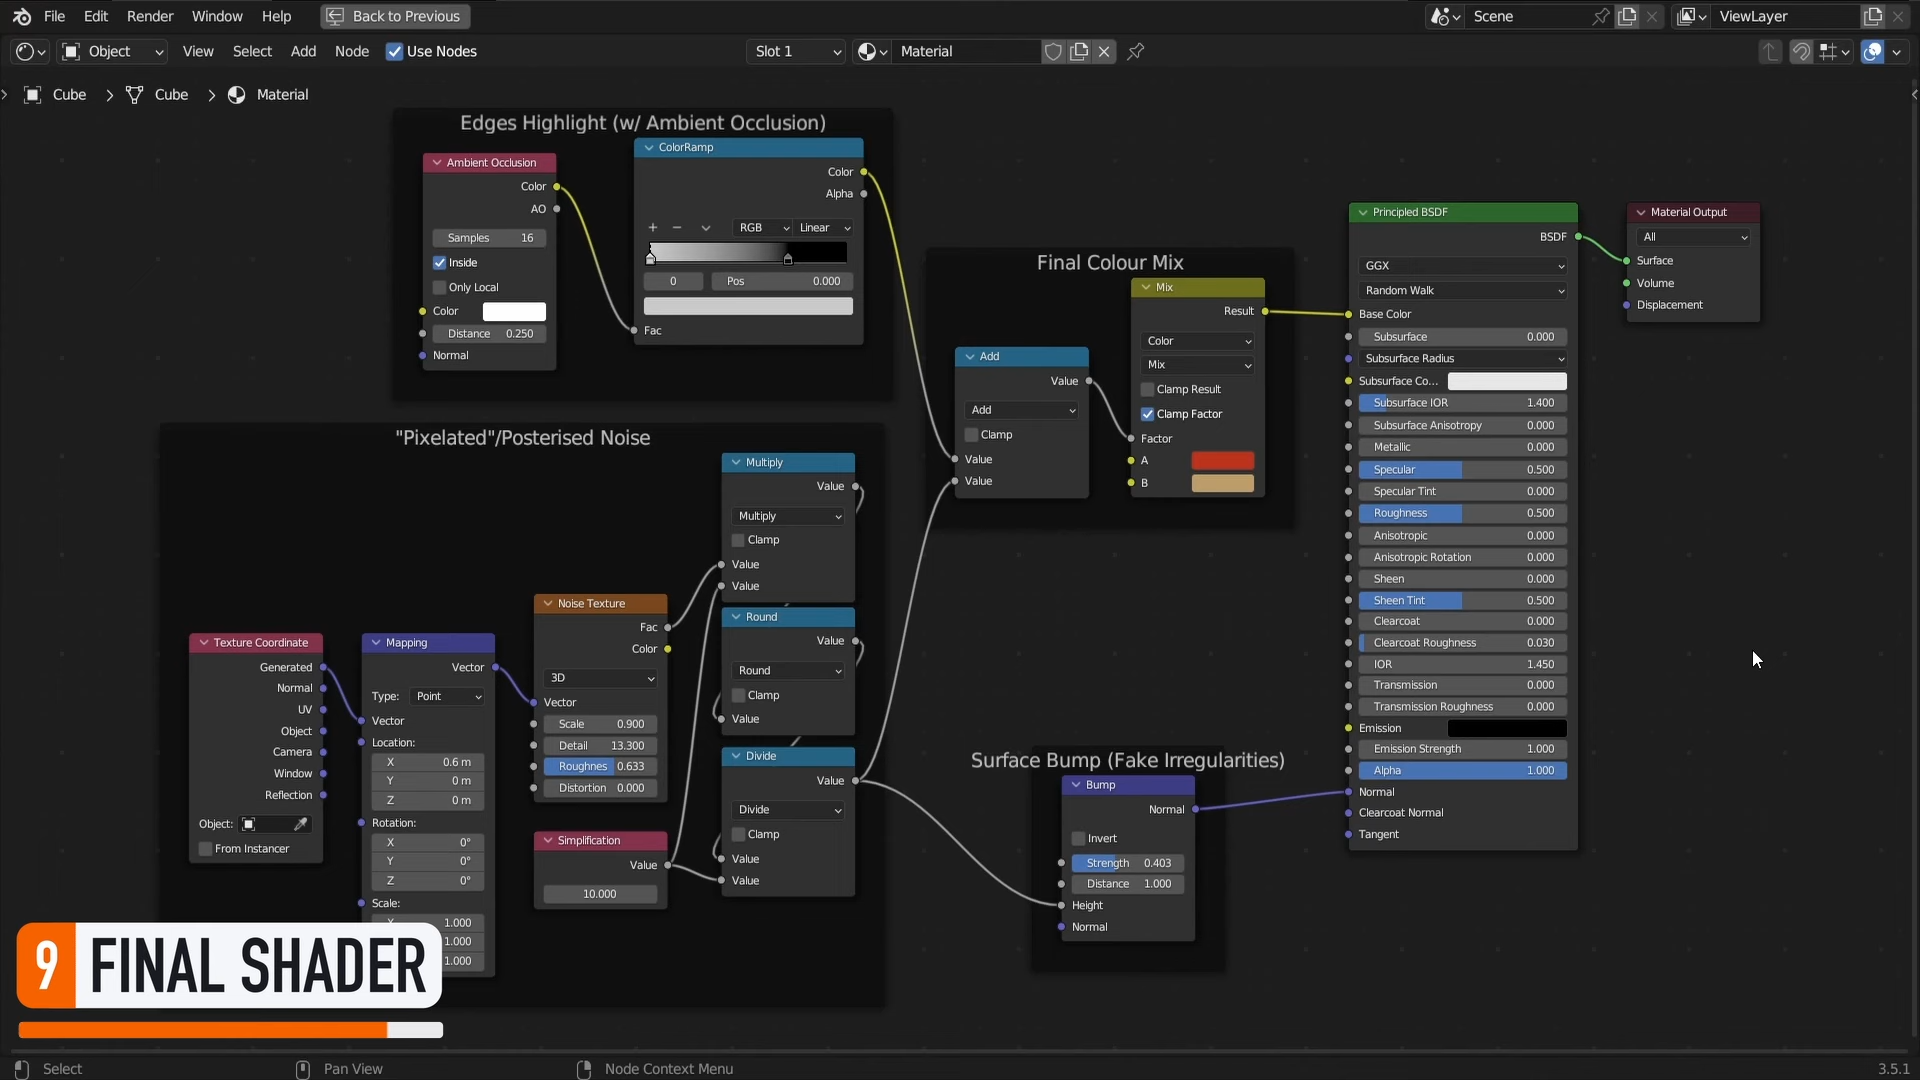 File Edit Render Window Help Back to Previous Scene ViewLayer
Object View Select Add Node Use Nodes Slot 1 Material
Cube Cube Material
Edges Highlight (w/ Ambient Occlusion)
Ambient Occlusion
Color
AO
Samples 16
Inside
Only Local
Color
Distance 0.250
Normal
ColorRamp
Color
Alpha
RGB Linear
0 Pos 0.000
Fac
"Pixelated"/Posterised Noise
Texture Coordinate
Generated
Normal
UV
Object
Camera
Window
Reflection
Object:
From Instancer
Mapping
Vector
Type: Point
Vector
Location:
X 0.6 m
Y 0 m
Z 0 m
Rotation:
X 0°
Y 0°
Z 0°
Scale:
1.000
1.000
1.000
Noise Texture
Fac
Color
3D
Vector
Scale 0.900
Detail 13.300
Roughnes 0.633
Distortion 0.000
Simplification
Value
10.000
Multiply
Value
Multiply
Clamp
Value
Value
Round
Value
Round
Clamp
Value
Divide
Value
Divide
Clamp
Value
Value
Final Colour Mix
Add
Value
Add
Clamp
Value
Value
Mix
Result
Color
Mix
Clamp Result
Clamp Factor
Factor
A
B
Surface Bump (Fake Irregularities)
Bump
Normal
Invert
Strength 0.403
Distance 1.000
Height
Normal
Principled BSDF
BSDF
GGX
Random Walk
Base Color
Subsurface 0.000
Subsurface Radius
Subsurface Co...
Subsurface IOR 1.400
Subsurface Anisotropy 0.000
Metallic 0.000
Specular 0.500
Specular Tint 0.000
Roughness 0.500
Anisotropic 0.000
Anisotropic Rotation 0.000
Sheen 0.000
Sheen Tint 0.500
Clearcoat 0.000
Clearcoat Roughness 0.030
IOR 1.450
Transmission 0.000
Transmission Roughness 0.000
Emission
Emission Strength 1.000
Alpha 1.000
Normal
Clearcoat Normal
Tangent
Material Output
All
Surface
Volume
Displacement
9 FINAL SHADER
Select Pan View Node Context Menu 3.5.1